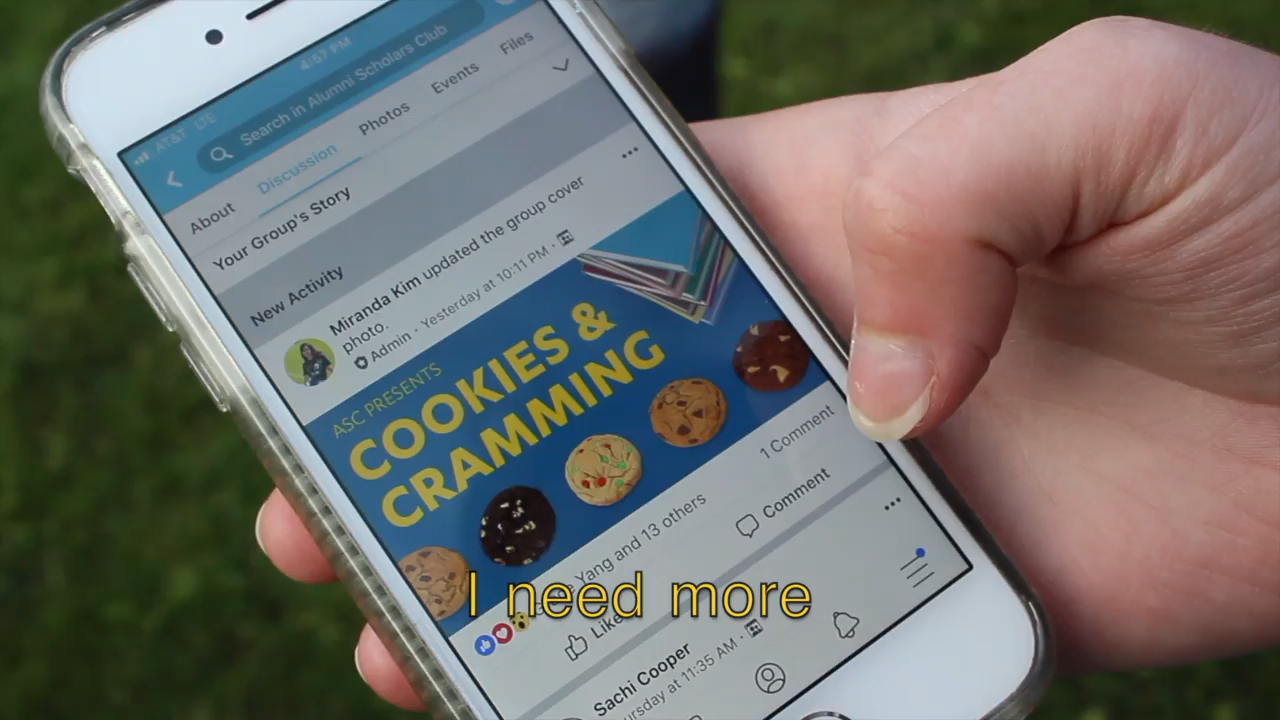 AT&T LTE
4:57 PM
Search in Alumni Scholars Club
About Discussion Photos Events Files
Your Group's Story
New Activity
Miranda Kim updated the group cover
photo.
Admin · Yesterday at 10:11 PM ·
ASC PRESENTS
COOKIES &
CRAMMING
Yang and 13 others
1 Comment
Like
Comment
Sachi Cooper
ursday at 11:35 AM ·
I need more